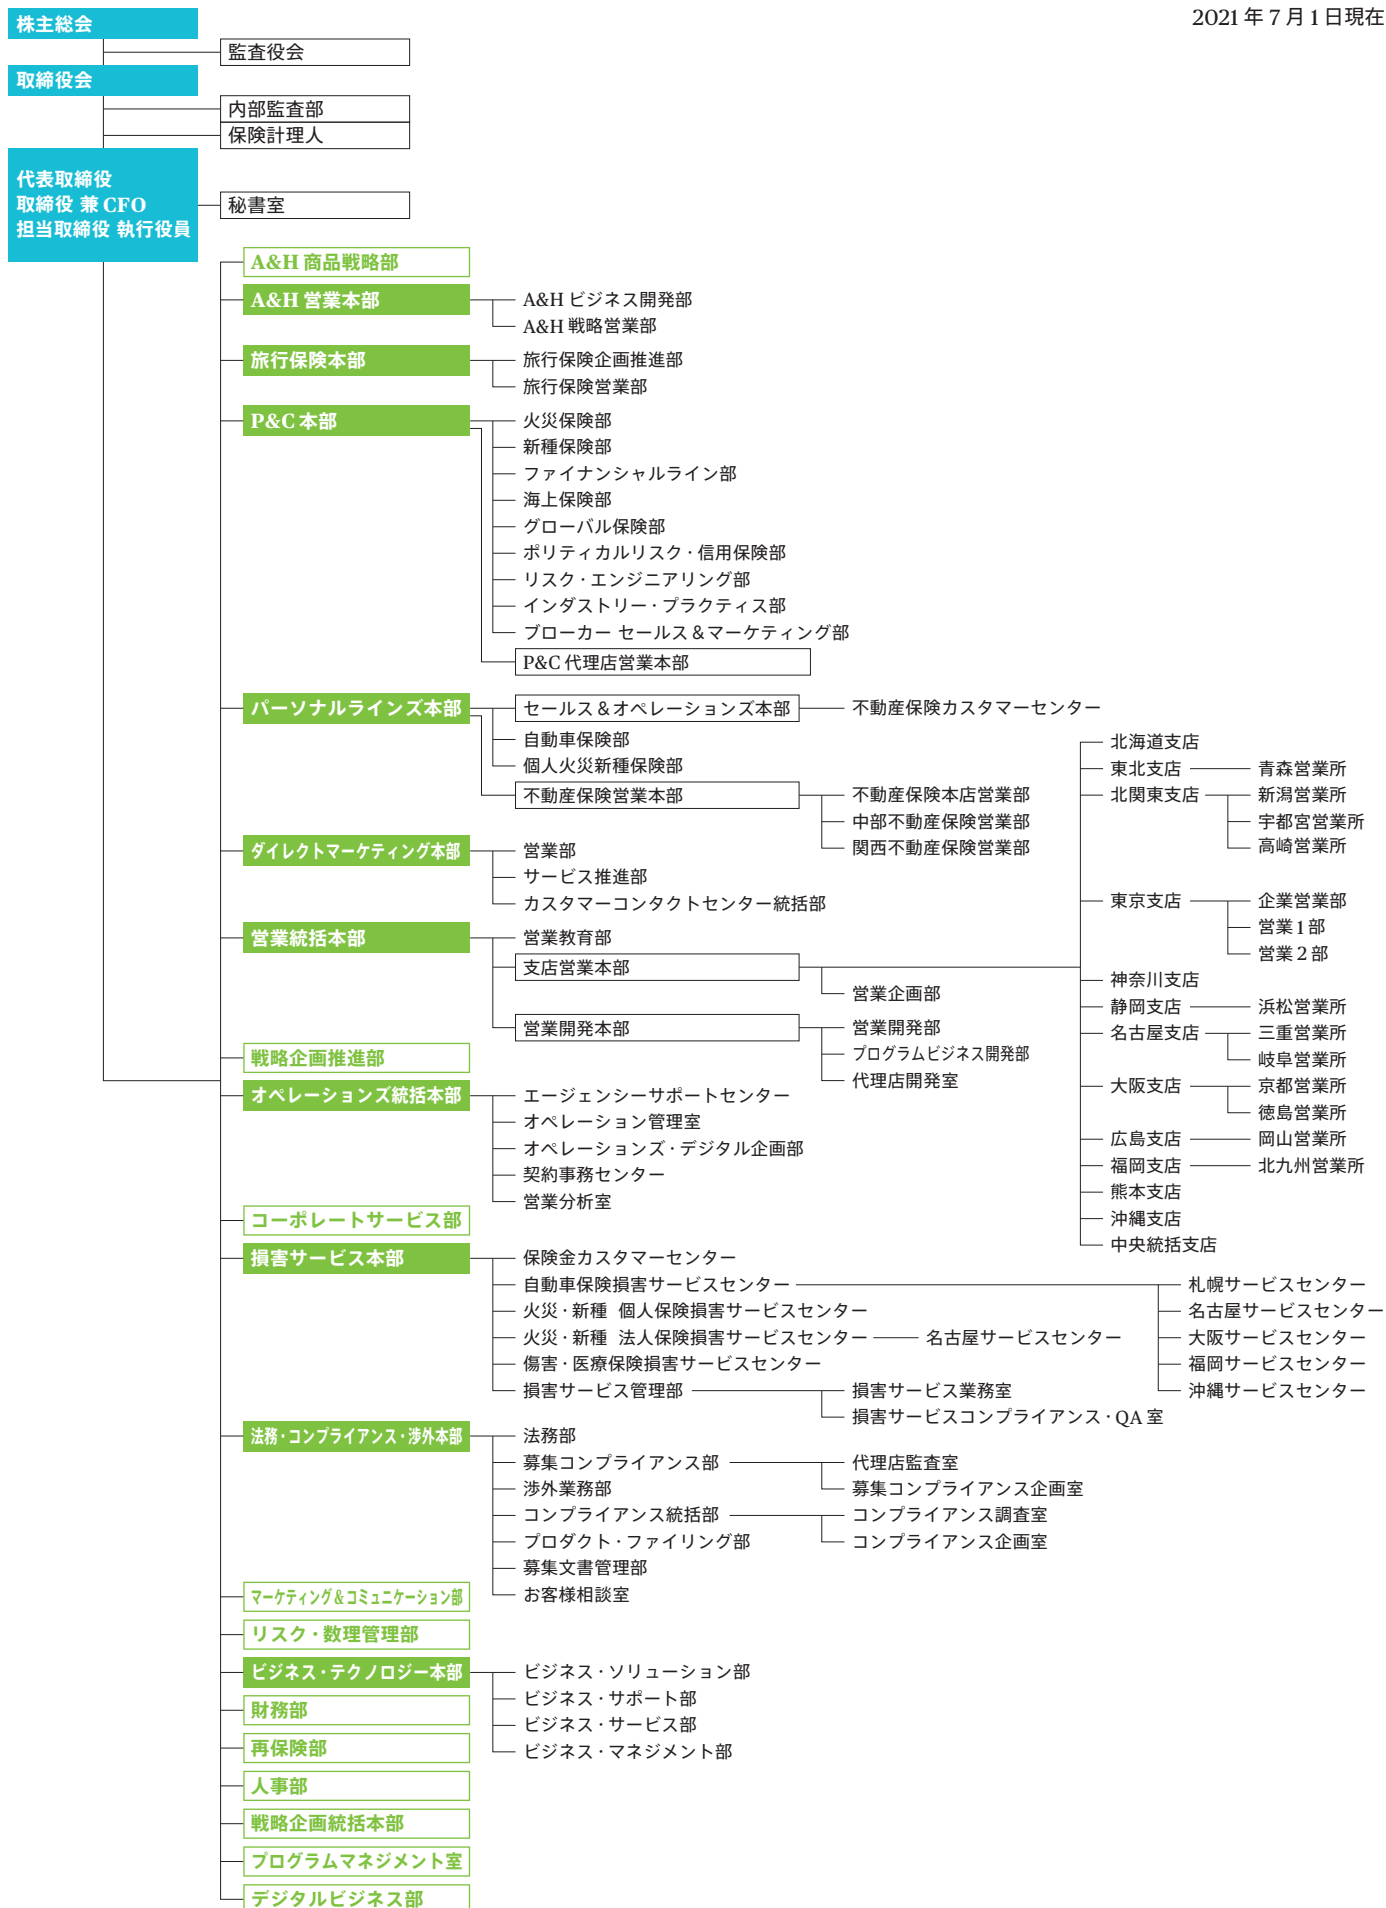 2021年7月1日現在
株主総会
監査役会
取締役会
内部監査部
保険計理人
代表取締役
取締役 兼 CFO
担当取締役 執行役員
秘書室
A&H 商品戦略部
A&H 営業本部
A&H ビジネス開発部
A&H 戦略営業部
旅行保険本部
旅行保険企画推進部
旅行保険営業部
P&C 本部
火災保険部
新種保険部
ファイナンシャルライン部
海上保険部
グローバル保険部
ポリティカルリスク・信用保険部
リスク・エンジニアリング部
インダストリー・プラクティス部
ブローカー セールス&マーケティング部
P&C 代理店営業本部
パーソナルラインズ本部
セールス&オペレーションズ本部
不動産保険カスタマーセンター
自動車保険部
個人火災新種保険部
不動産保険営業本部
不動産保険本店営業部
中部不動産保険営業部
関西不動産保険営業部
ダイレクトマーケティング本部
営業部
サービス推進部
カスタマーコンタクトセンター統括部
営業統括本部
営業教育部
支店営業本部
営業企画部
北海道支店
東北支店
青森営業所
北関東支店
新潟営業所
宇都宮営業所
高崎営業所
東京支店
企業営業部
営業1部
営業2部
神奈川支店
静岡支店
浜松営業所
名古屋支店
三重営業所
岐阜営業所
大阪支店
京都営業所
徳島営業所
広島支店
岡山営業所
福岡支店
北九州営業所
熊本支店
沖縄支店
中央統括支店
営業開発本部
営業開発部
プログラムビジネス開発部
代理店開発室
戦略企画推進部
オペレーションズ統括本部
エージェンシーサポートセンター
オペレーション管理室
オペレーションズ・デジタル企画部
契約事務センター
営業分析室
コーポレートサービス部
損害サービス本部
保険金カスタマーセンター
自動車保険損害サービスセンター
札幌サービスセンター
名古屋サービスセンター
大阪サービスセンター
福岡サービスセンター
沖縄サービスセンター
火災・新種 個人保険損害サービスセンター
火災・新種 法人保険損害サービスセンター
名古屋サービスセンター
傷害・医療保険損害サービスセンター
損害サービス管理部
損害サービス業務室
損害サービスコンプライアンス・QA 室
法務・コンプライアンス・渉外本部
法務部
募集コンプライアンス部
代理店監査室
募集コンプライアンス企画室
渉外業務部
コンプライアンス統括部
コンプライアンス調査室
コンプライアンス企画室
プロダクト・ファイリング部
募集文書管理部
お客様相談室
マーケティング&コミュニケーション部
リスク・数理管理部
ビジネス・テクノロジー本部
ビジネス・ソリューション部
ビジネス・サポート部
ビジネス・サービス部
ビジネス・マネジメント部
財務部
再保険部
人事部
戦略企画統括本部
プログラムマネジメント室
デジタルビジネス部